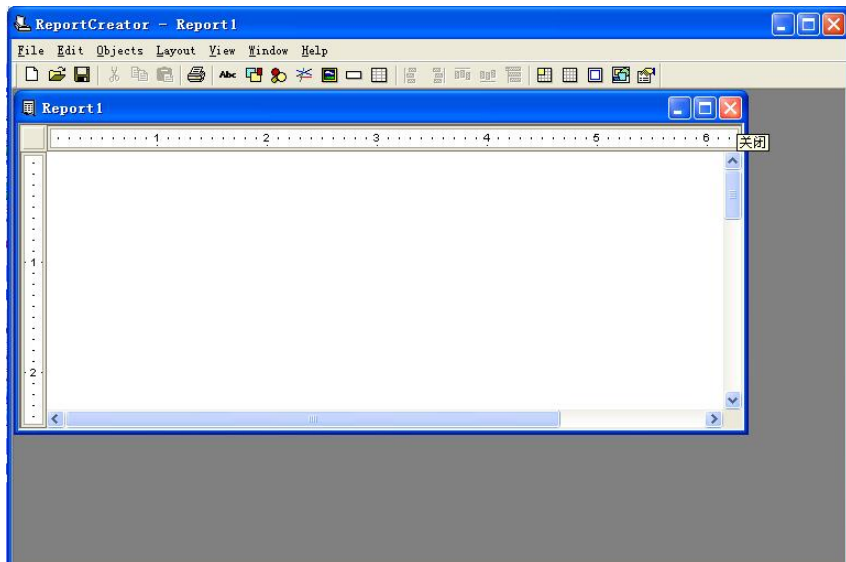 ReportCreator - Report1
File Edit Objects Layout View Window Help
Abc
Report1
1 2 3 4 5 6
关闭
1
2